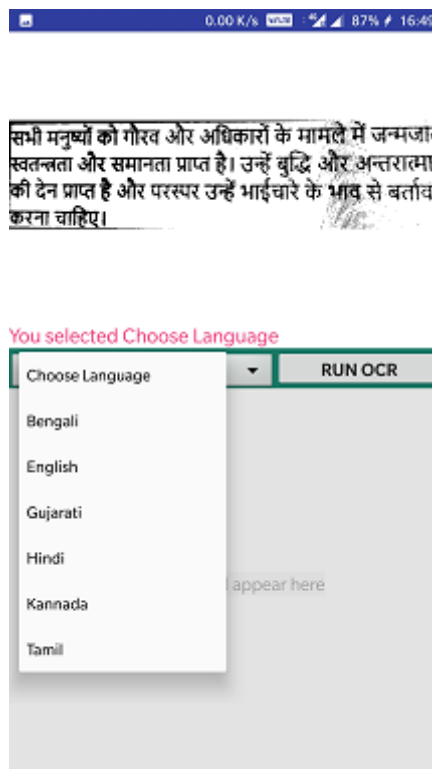 0.00 K/s 87% 16:49
सभी मनुष्यों को गौरव और अधिकारों के मामले में जन्मजात
स्वतन्त्रता और समानता प्राप्त है। उन्हें बुद्धि और अन्तरात्मा
की देन प्राप्त है और परस्पर उन्हें भाईचारे के भाव से बर्ताव
करना चाहिए।
You selected Choose Language
Choose Language
RUN OCR
Bengali
English
Gujarati
Hindi
appear here
Kannada
Tamil